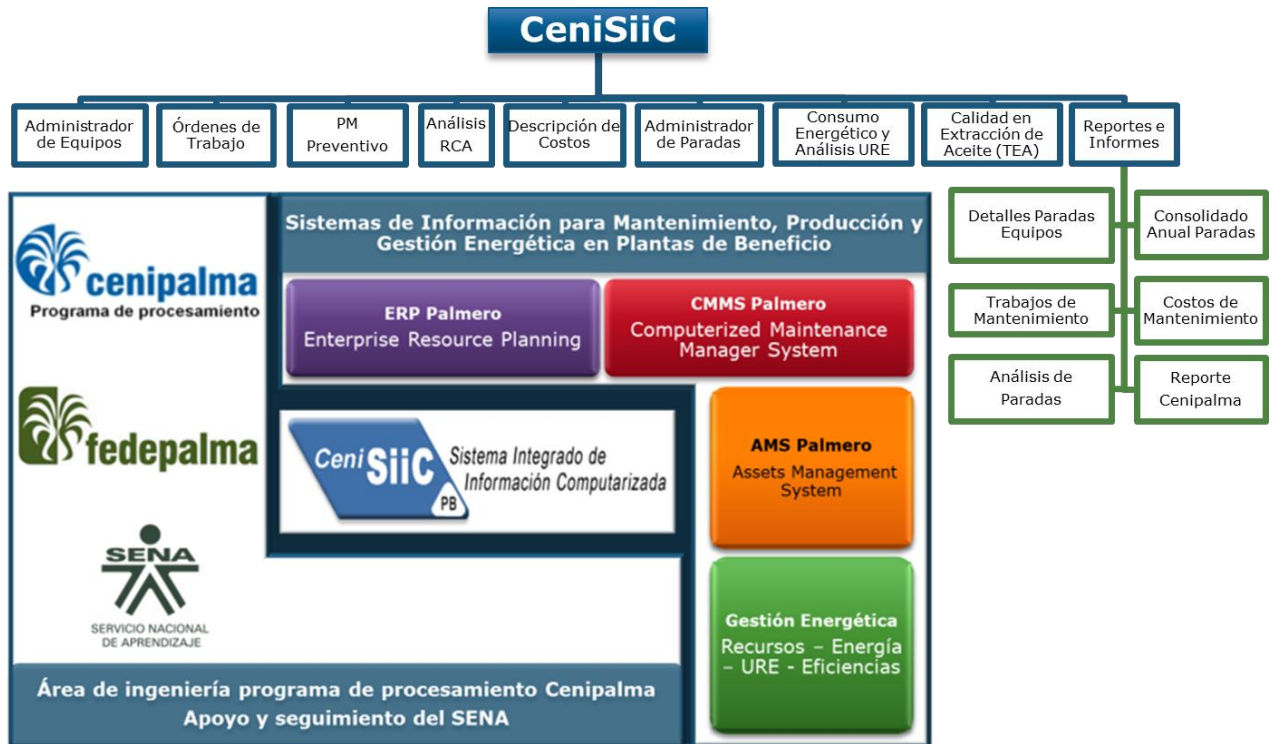 CeniSiiC
Administrador
de Equipos
Órdenes de
Trabajo
PM
Preventivo
Análisis
RCA
Descripción de
Costos
Administrador
de Paradas
Consumo
Energético y
Análisis URE
Calidad en
Extracción de
Aceite (TEA)
Reportes e
Informes
Detalles Paradas
Equipos
Consolidado
Anual Paradas
Trabajos de
Mantenimiento
Costos de
Mantenimiento
Análisis de
Paradas
Reporte
Cenipalma
cenipalma
Programa de procesamiento
fedepalma
SENA
SERVICIO NACIONAL
DE APRENDIZAJE
Sistemas de Información para Mantenimiento, Producción y
Gestión Energética en Plantas de Beneficio
ERP Palmero
Enterprise Resource Planning
CMMS Palmero
Computerized Maintenance
Manager System
Ceni SiiC PB
Sistema Integrado de
Información Computarizada
AMS Palmero
Assets Management
System
Gestión Energética
Recursos – Energía
– URE - Eficiencias
Área de ingeniería programa de procesamiento Cenipalma
Apoyo y seguimiento del SENA